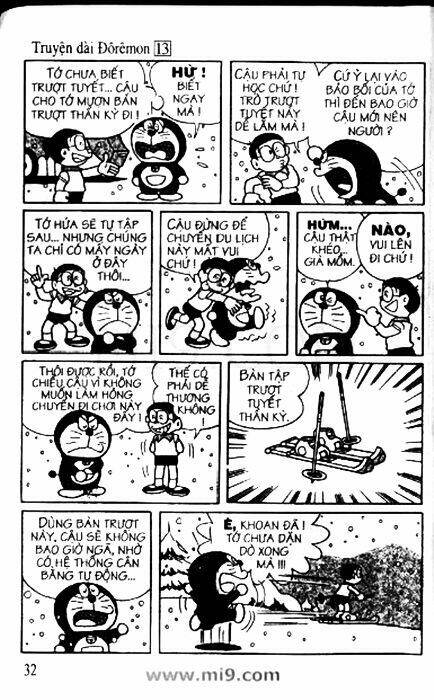 Truyện dài Đôrêmon 13
TỚ CHƯA BIẾT
TRƯỢT TUYẾT... CẬU
CHO TỚ MƯỢN BÁN
TRƯỢT THẦN KỲ ĐI !
HỪ !
BIẾT
NGAY
MÀ !
CẬU PHẢI TỰ
HỌC CHỨ !
TRÒ TRƯỢT
TUYẾT NÀY
DỄ LẮM MÀ !
CỨ Ỷ LẠI VÀO
BẢO BỐI CỦA TỚ
THÌ ĐẾN BAO GIỜ
CẬU MỚI NÊN
NGƯỜI ?
TỚ HỨA SẼ TỰ TẬP
SAU... NHƯNG CHÚNG
TA CHỈ CÓ MẤY NGÀY
Ở ĐÂY
THÔI...
CẬU ĐỪNG ĐỂ
CHUYẾN DU LỊCH
NÀY MẤT VUI
CHỨ !
HỪM...
CẬU THẬT
KHÉO
GIẢ MỒM.
NÀO,
VUI LÊN
ĐI CHỨ !
THÔI ĐƯỢC RỒI, TỚ
CHIỀU CẬU VÌ KHÔNG
MUỐN LÀM HỎNG
CHUYẾN ĐI CHƠI NÀY
ĐẤY !
THẾ CÓ
PHẢI DỄ
THƯƠNG
KHÔNG
!
BÀN TẬP
TRƯỢT
TUYẾT
THẦN KỲ.
DÙNG BÀN TRƯỢT
NÀY, CẬU SẼ KHÔNG
BAO GIỜ NGÃ, NHỜ
CÓ HỆ THỐNG CÂN
BẰNG TỰ ĐỘNG...
Ê, KHOAN ĐÃ !
TỚ CHƯA DẶN
DÒ XONG
MÀ !!!
32
www.mi9.com